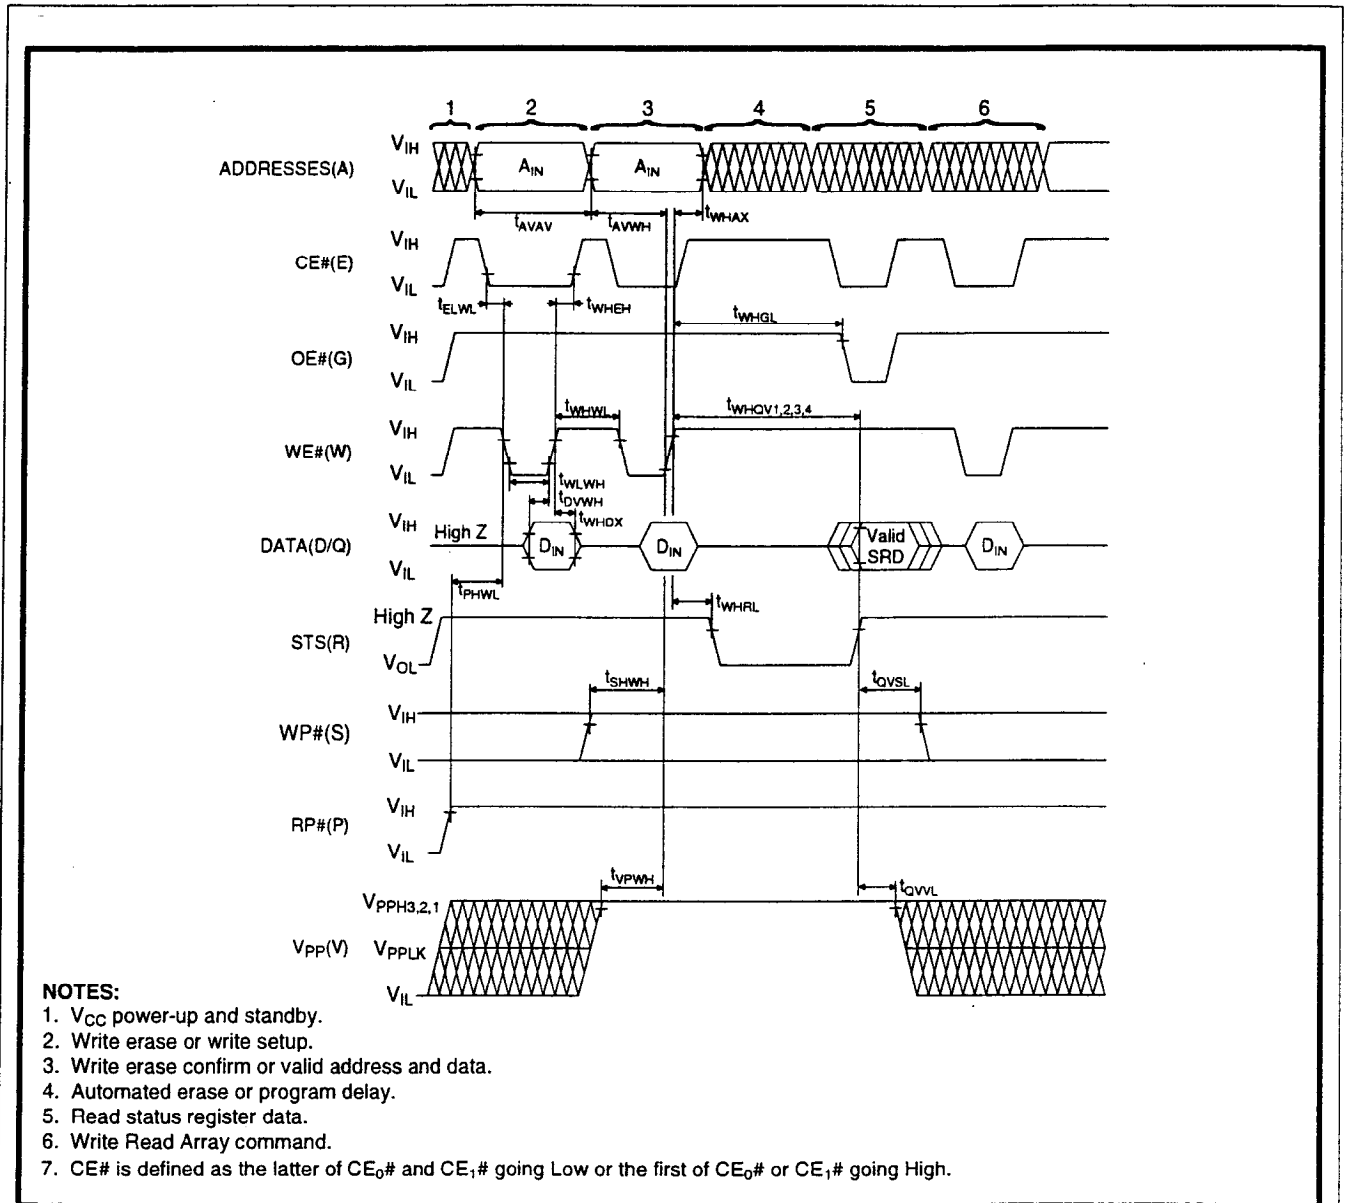 1 2 3 4 5 6
ADDRESSES(A) VIH AIN AIN
VIL
tAVAV tAVWH tWHAX
CE#(E) VIH
VIL
tELWL tWHEH tWHGL
OE#(G) VIH
VIL
tWHWL tWHQV1,2,3,4
WE#(W) VIH
VIL
tWLWH
tDVWH
tWHDX
DATA(D/Q) VIH High Z DIN DIN Valid SRD DIN
VIL
tPHWL
tWHRL
STS(R) High Z
VOL
tSHWH tQVSL
WP#(S) VIH
VIL
RP#(P) VIH
VIL
tVPWH tQVVL
VPP(V) VPPH3,2,1
VPPLK
VIL
NOTES:
1. VCC power-up and standby.
2. Write erase or write setup.
3. Write erase confirm or valid address and data.
4. Automated erase or program delay.
5. Read status register data.
6. Write Read Array command.
7. CE# is defined as the latter of CE0# and CE1# going Low or the first of CE0# or CE1# going High.